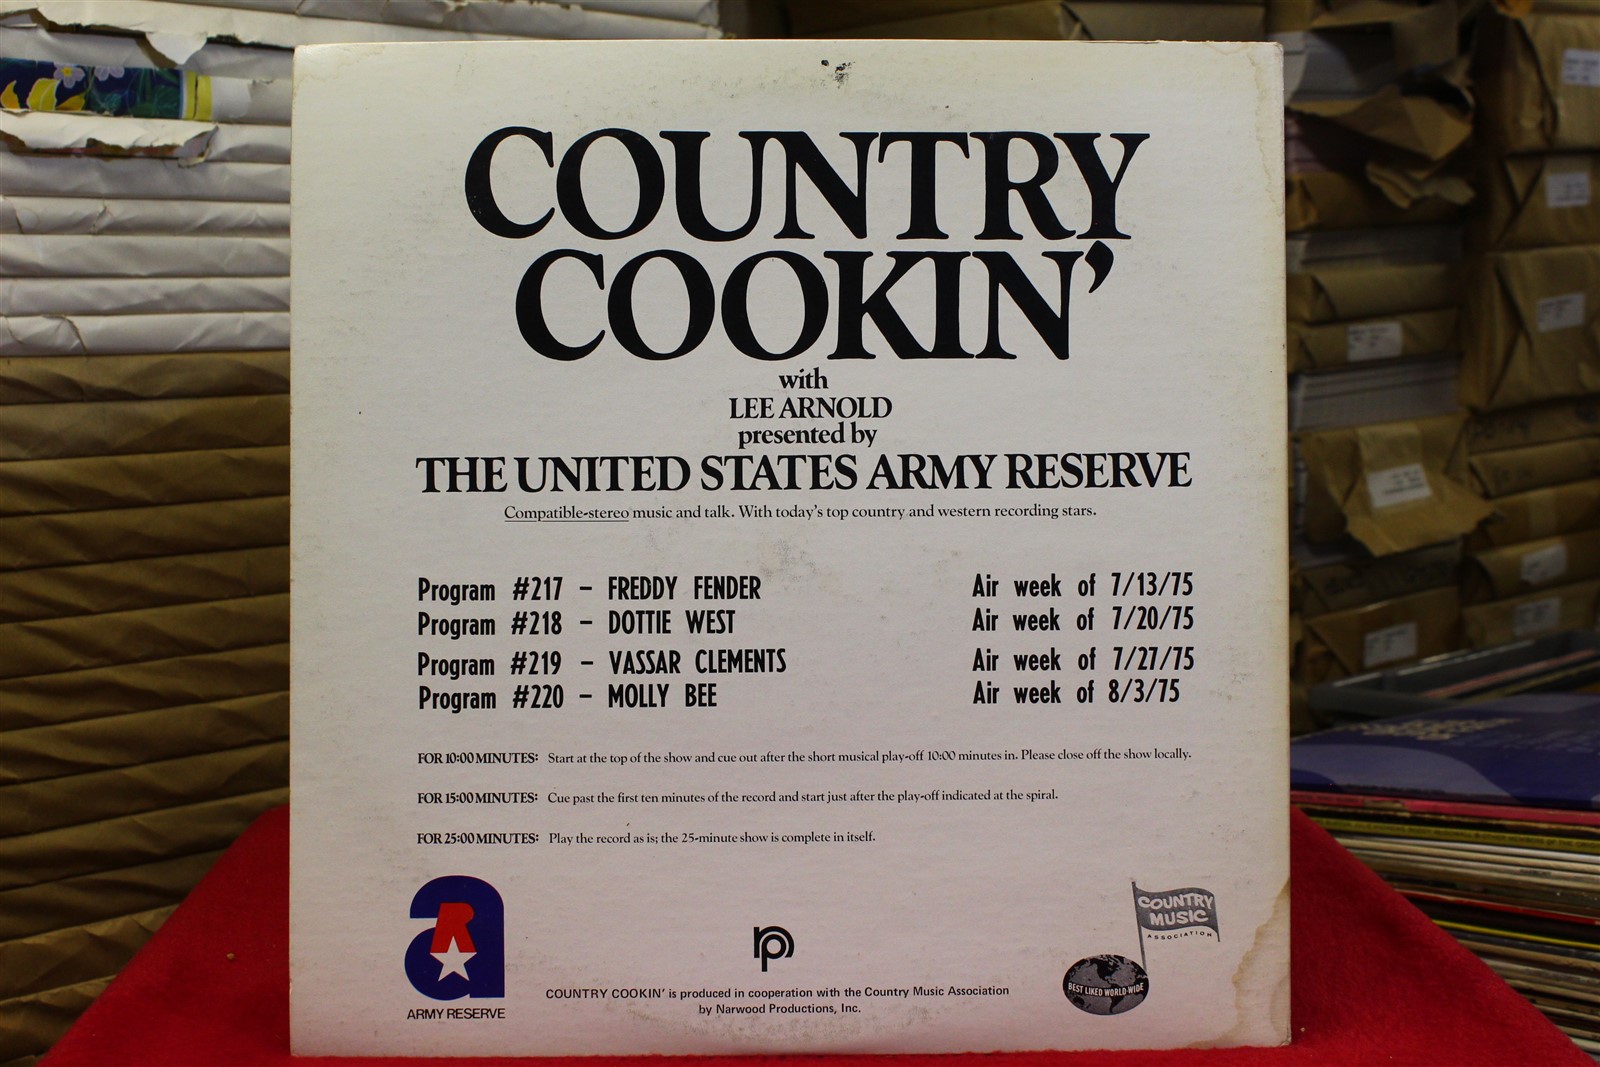 COUNTRY
COOKIN'
with
LEE ARNOLD
presented by
THE UNITED STATES ARMY RESERVE
Compatible-stereo music and talk. With today's top country and western recording stars.
Program #217 – FREDDY FENDER Air week of 7/13/75
Program #218 – DOTTIE WEST Air week of 7/20/75
Program #219 – VASSAR CLEMENTS Air week of 7/27/75
Program #220 – MOLLY BEE Air week of 8/3/75
FOR 10:00 MINUTES: Start at the top of the show and cue out after the short musical play-off 10:00 minutes in. Please close off the show locally.
FOR 15:00 MINUTES: Cue past the first ten minutes of the record and start just after the play-off indicated at the spiral.
FOR 25:00 MINUTES: Play the record as is; the 25-minute show is complete in itself.
a
R
ARMY RESERVE
COUNTRY COOKIN' is produced in cooperation with the Country Music Association
by Narwood Productions, Inc.
COUNTRY
MUSIC
ASSOCIATION
BEST LIKED WORLD-WIDE